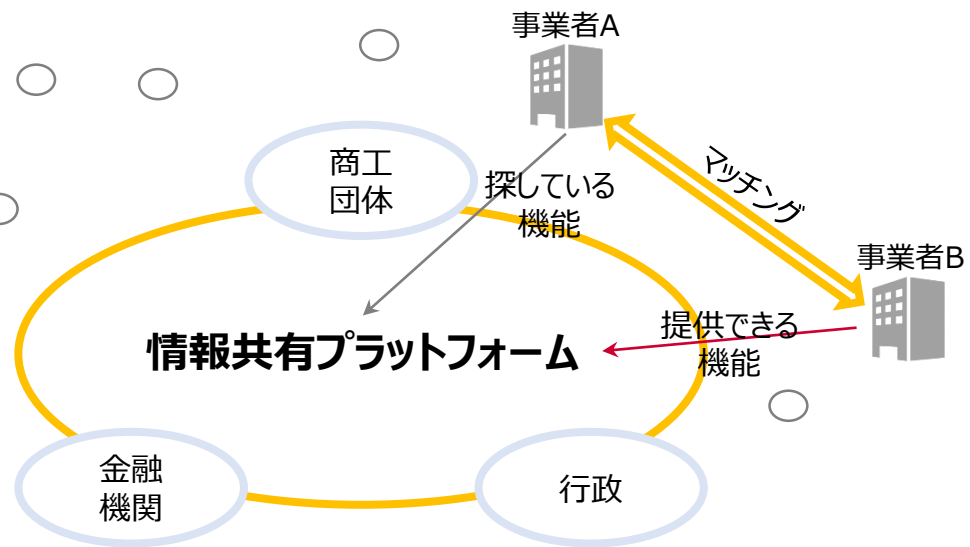 事業者A
商工
団体
探している
機能
マッチング
事業者B
提供できる
機能
情報共有プラットフォーム
金融
機関
行政